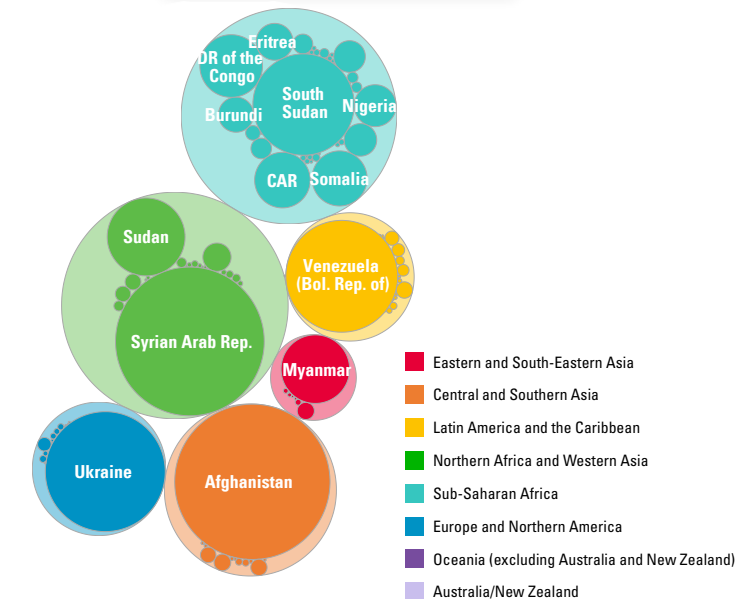 Eritrea
DR of the
Congo
South
Sudan
Nigeria
Burundi
CAR
Somalia
Sudan
Venezuela
(Bol. Rep. of)
Syrian Arab Rep.
Myanmar
Ukraine
Afghanistan
Eastern and South-Eastern Asia
Central and Southern Asia
Latin America and the Caribbean
Northern Africa and Western Asia
Sub-Saharan Africa
Europe and Northern America
Oceania (excluding Australia and New Zealand)
Australia/New Zealand